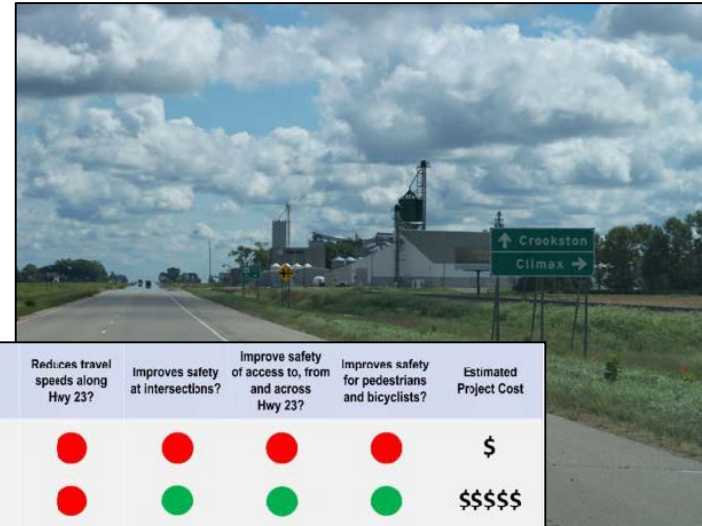 Crookston
Climax
Reduces travel
speeds along
Hwy 23?
Improves safety
at intersections?
Improve safety
of access to, from
and across
Hwy 23?
Improves safety
for pedestrians
and bicyclists?
Estimated
Project Cost
$
$$$$$